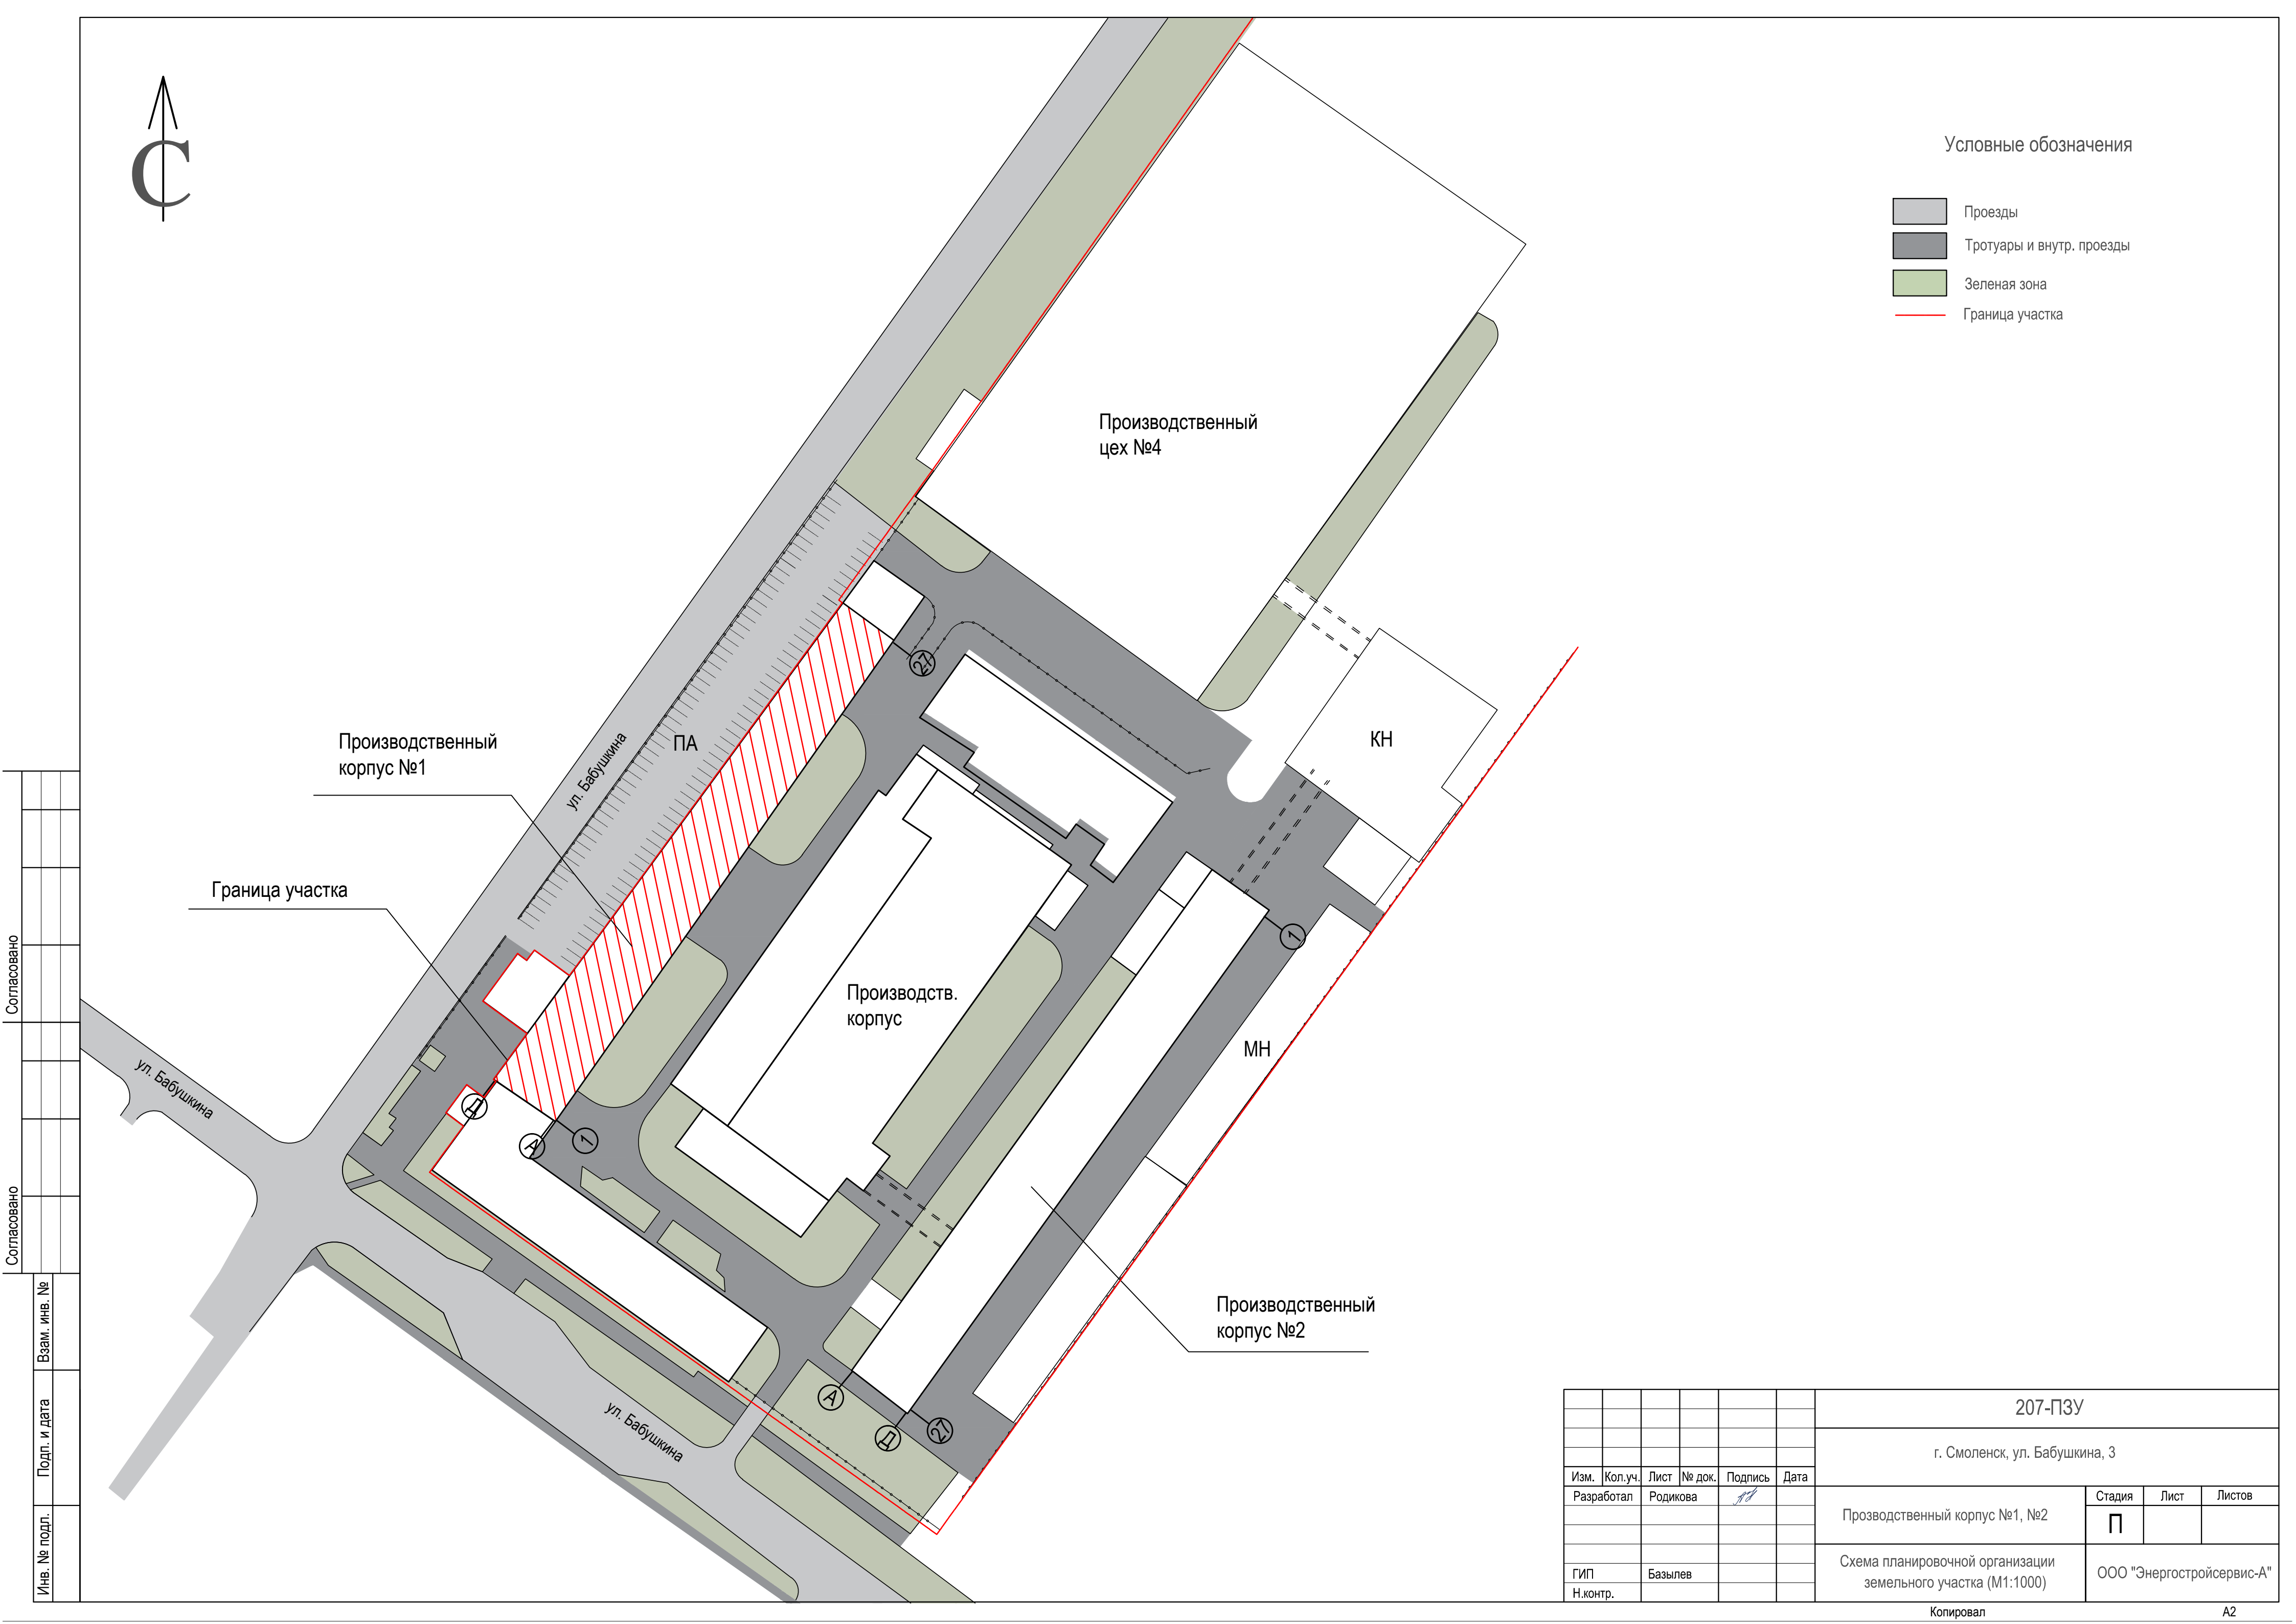 С
Условные обозначения
Проезды
Тротуары и внутр. проезды
Зеленая зона
Граница участка
Производственный
цех №4
27
Производственный
корпус №1
ул. Бабушкина
ПА
КН
Граница участка
1
Производств.
корпус
МН
ул. Бабушкина
Д
А
1
Производственный
корпус №2
А
Д
27
ул. Бабушкина
Согласовано
Согласовано
Взам. инв. №
Подп. и дата
Инв. № подл.
207-ПЗУ
г. Смоленск, ул. Бабушкина, 3
Изм. Кол.уч. Лист № док. Подпись Дата
Разработал Родикова
Прозводственный корпус №1, №2
Стадия Лист Листов
П
ГИП Базылев
Н.контр.
Схема планировочной организации
земельного участка (М1:1000)
ООО "Энергостройсервис-А"
Копировал А2